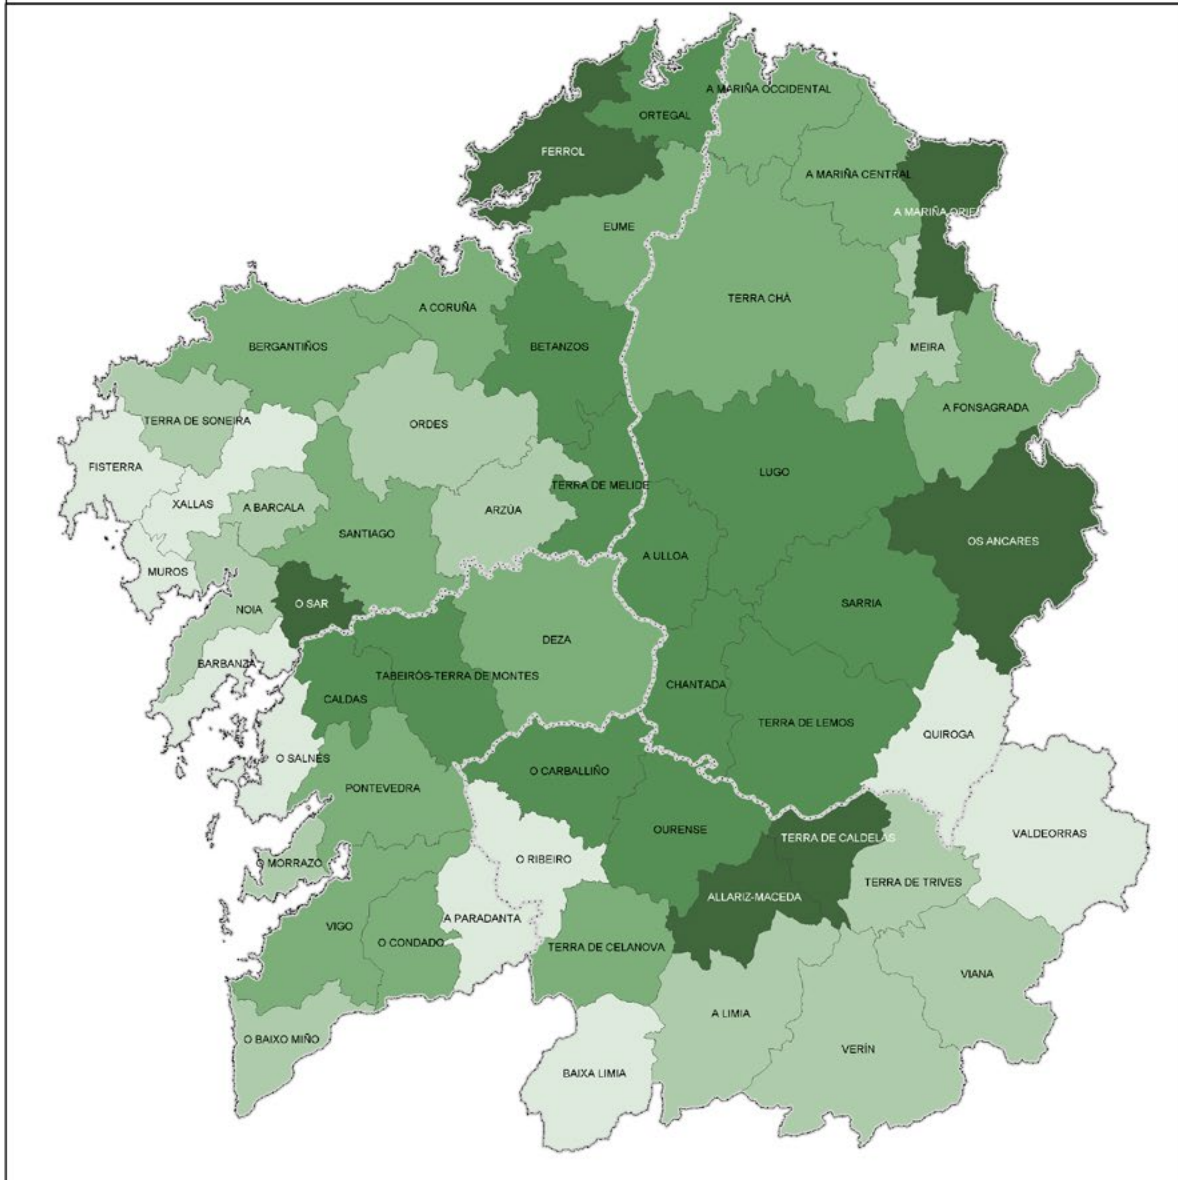 A MARIÑA OCCIDENTAL
ORTEGAL
FERROL
A MARIÑA CENTRAL
A MARIÑA ORIEN
EUME
TERRA CHÁ
A CORUÑA
BERGANTIÑOS
BETANZOS
MEIRA
A FONSAGRADA
TERRA DE SONEIRA
ORDES
FISTERRA
LUGO
TERRA DE MELIDE
XALLAS
A BARCALA
ARZÚA
SANTIAGO
OS ANCARES
A ULLOA
MUROS
O SAR
SARRIA
NOIA
DEZA
BARBANZA
TABEIRÓS-TERRA DE MONTES
CHANTADA
CALDAS
TERRA DE LEMOS
QUIROGA
O SALNÉS
O CARBALLIÑO
PONTEVEDRA
OURENSE
VALDEORRAS
TERRA DE CALDELAS
O RIBEIRO
O MORRAZO
TERRA DE TRIVES
ALLARIZ-MACEDA
A PARADANTA
VIGO
O CONDADO
TERRA DE CELANOVA
VIANA
A LIMIA
O BAIXO MIÑO
VERÍN
BAIXA LIMIA